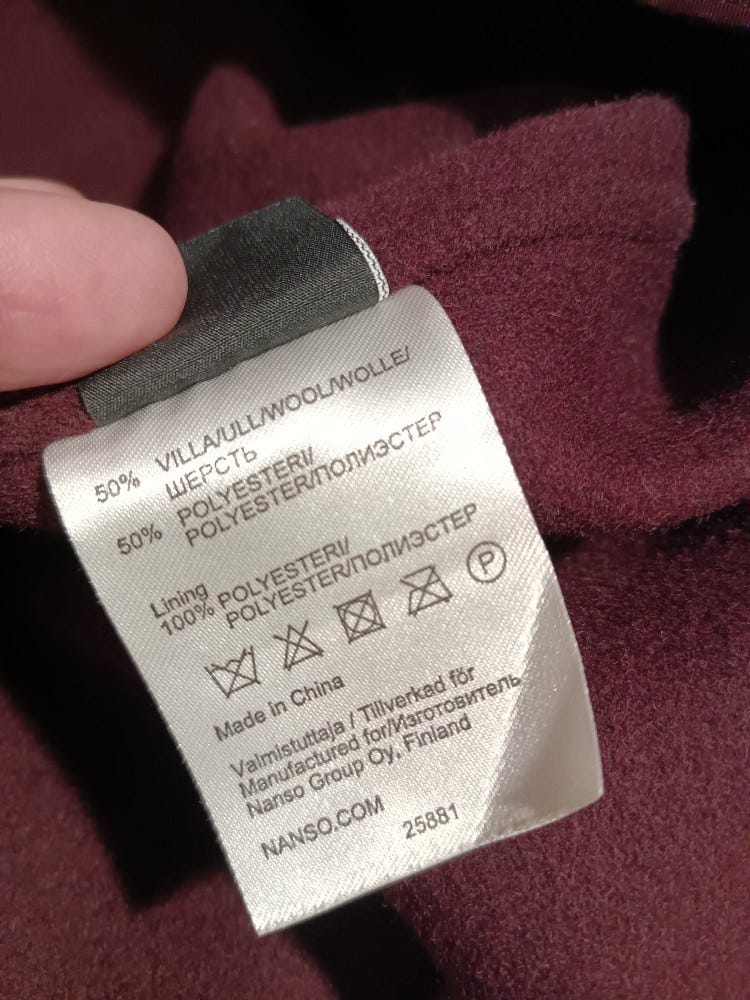 50% VILLA/ULL/WOOL/WOLLE/
ШЕРСТЬ
50% POLYESTERI/
POLYESTER/ПОЛИЭСТЕР
Lining
100% POLYESTERI/
POLYESTER/ПОЛИЭСТЕР
P
Made in China
Valmistuttaja / Tillverkad för
Manufactured for/Изготовитель
Nanso Group Oy, Finland
NANSO.COM
25881